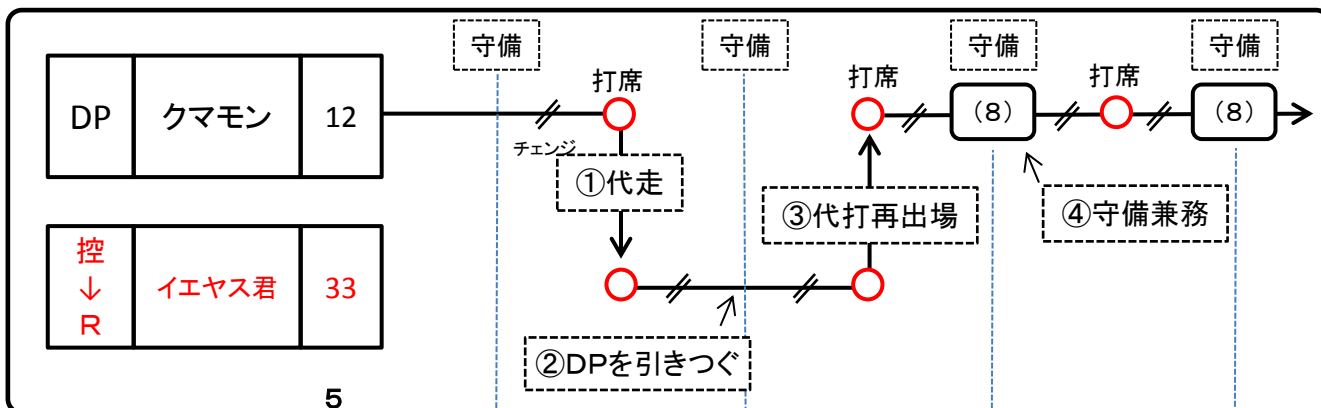 守備
守備
守備
守備
DP
クマモン
12
打席
打席
打席
(8)
(8)
チェンジ
①代走
③代打再出場
④守備兼務
控
↓
R
イエヤス君
33
②DPを引きつぐ
5